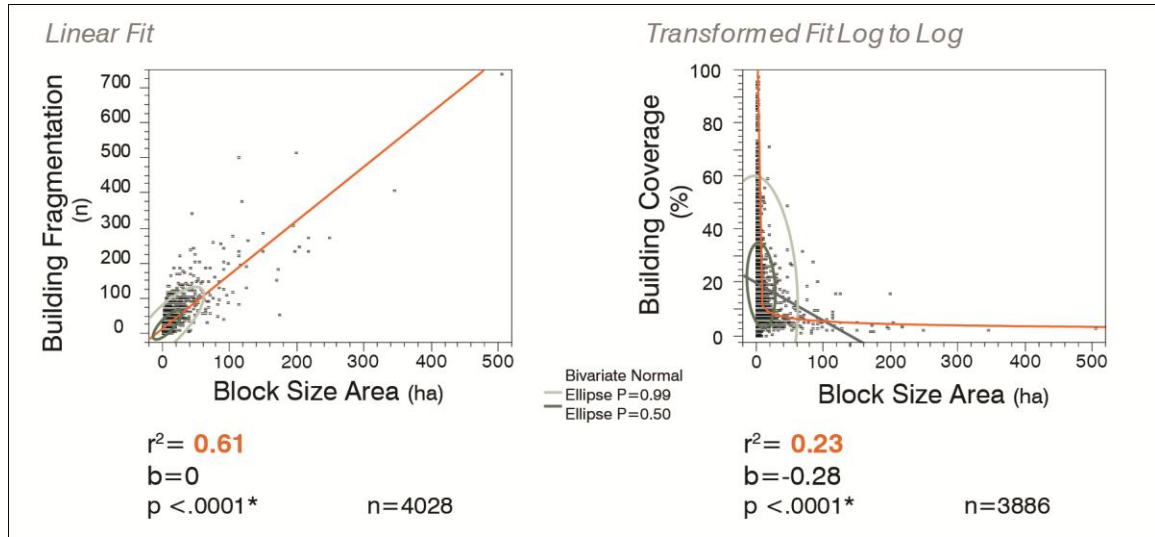 Linear Fit
Building Fragmentation
(n)
700
600
500
400
300
200
100
0
0 100 200 300 400 500
Block Size Area (ha)
r²= 0.61
b=0
p <.0001*
n=4028
Bivariate Normal
Ellipse P=0.99
Ellipse P=0.50
Transformed Fit Log to Log
Building Coverage
(%)
100
80
60
40
20
0
0 100 200 300 400 500
Block Size Area (ha)
r²= 0.23
b=-0.28
p <.0001*
n=3886